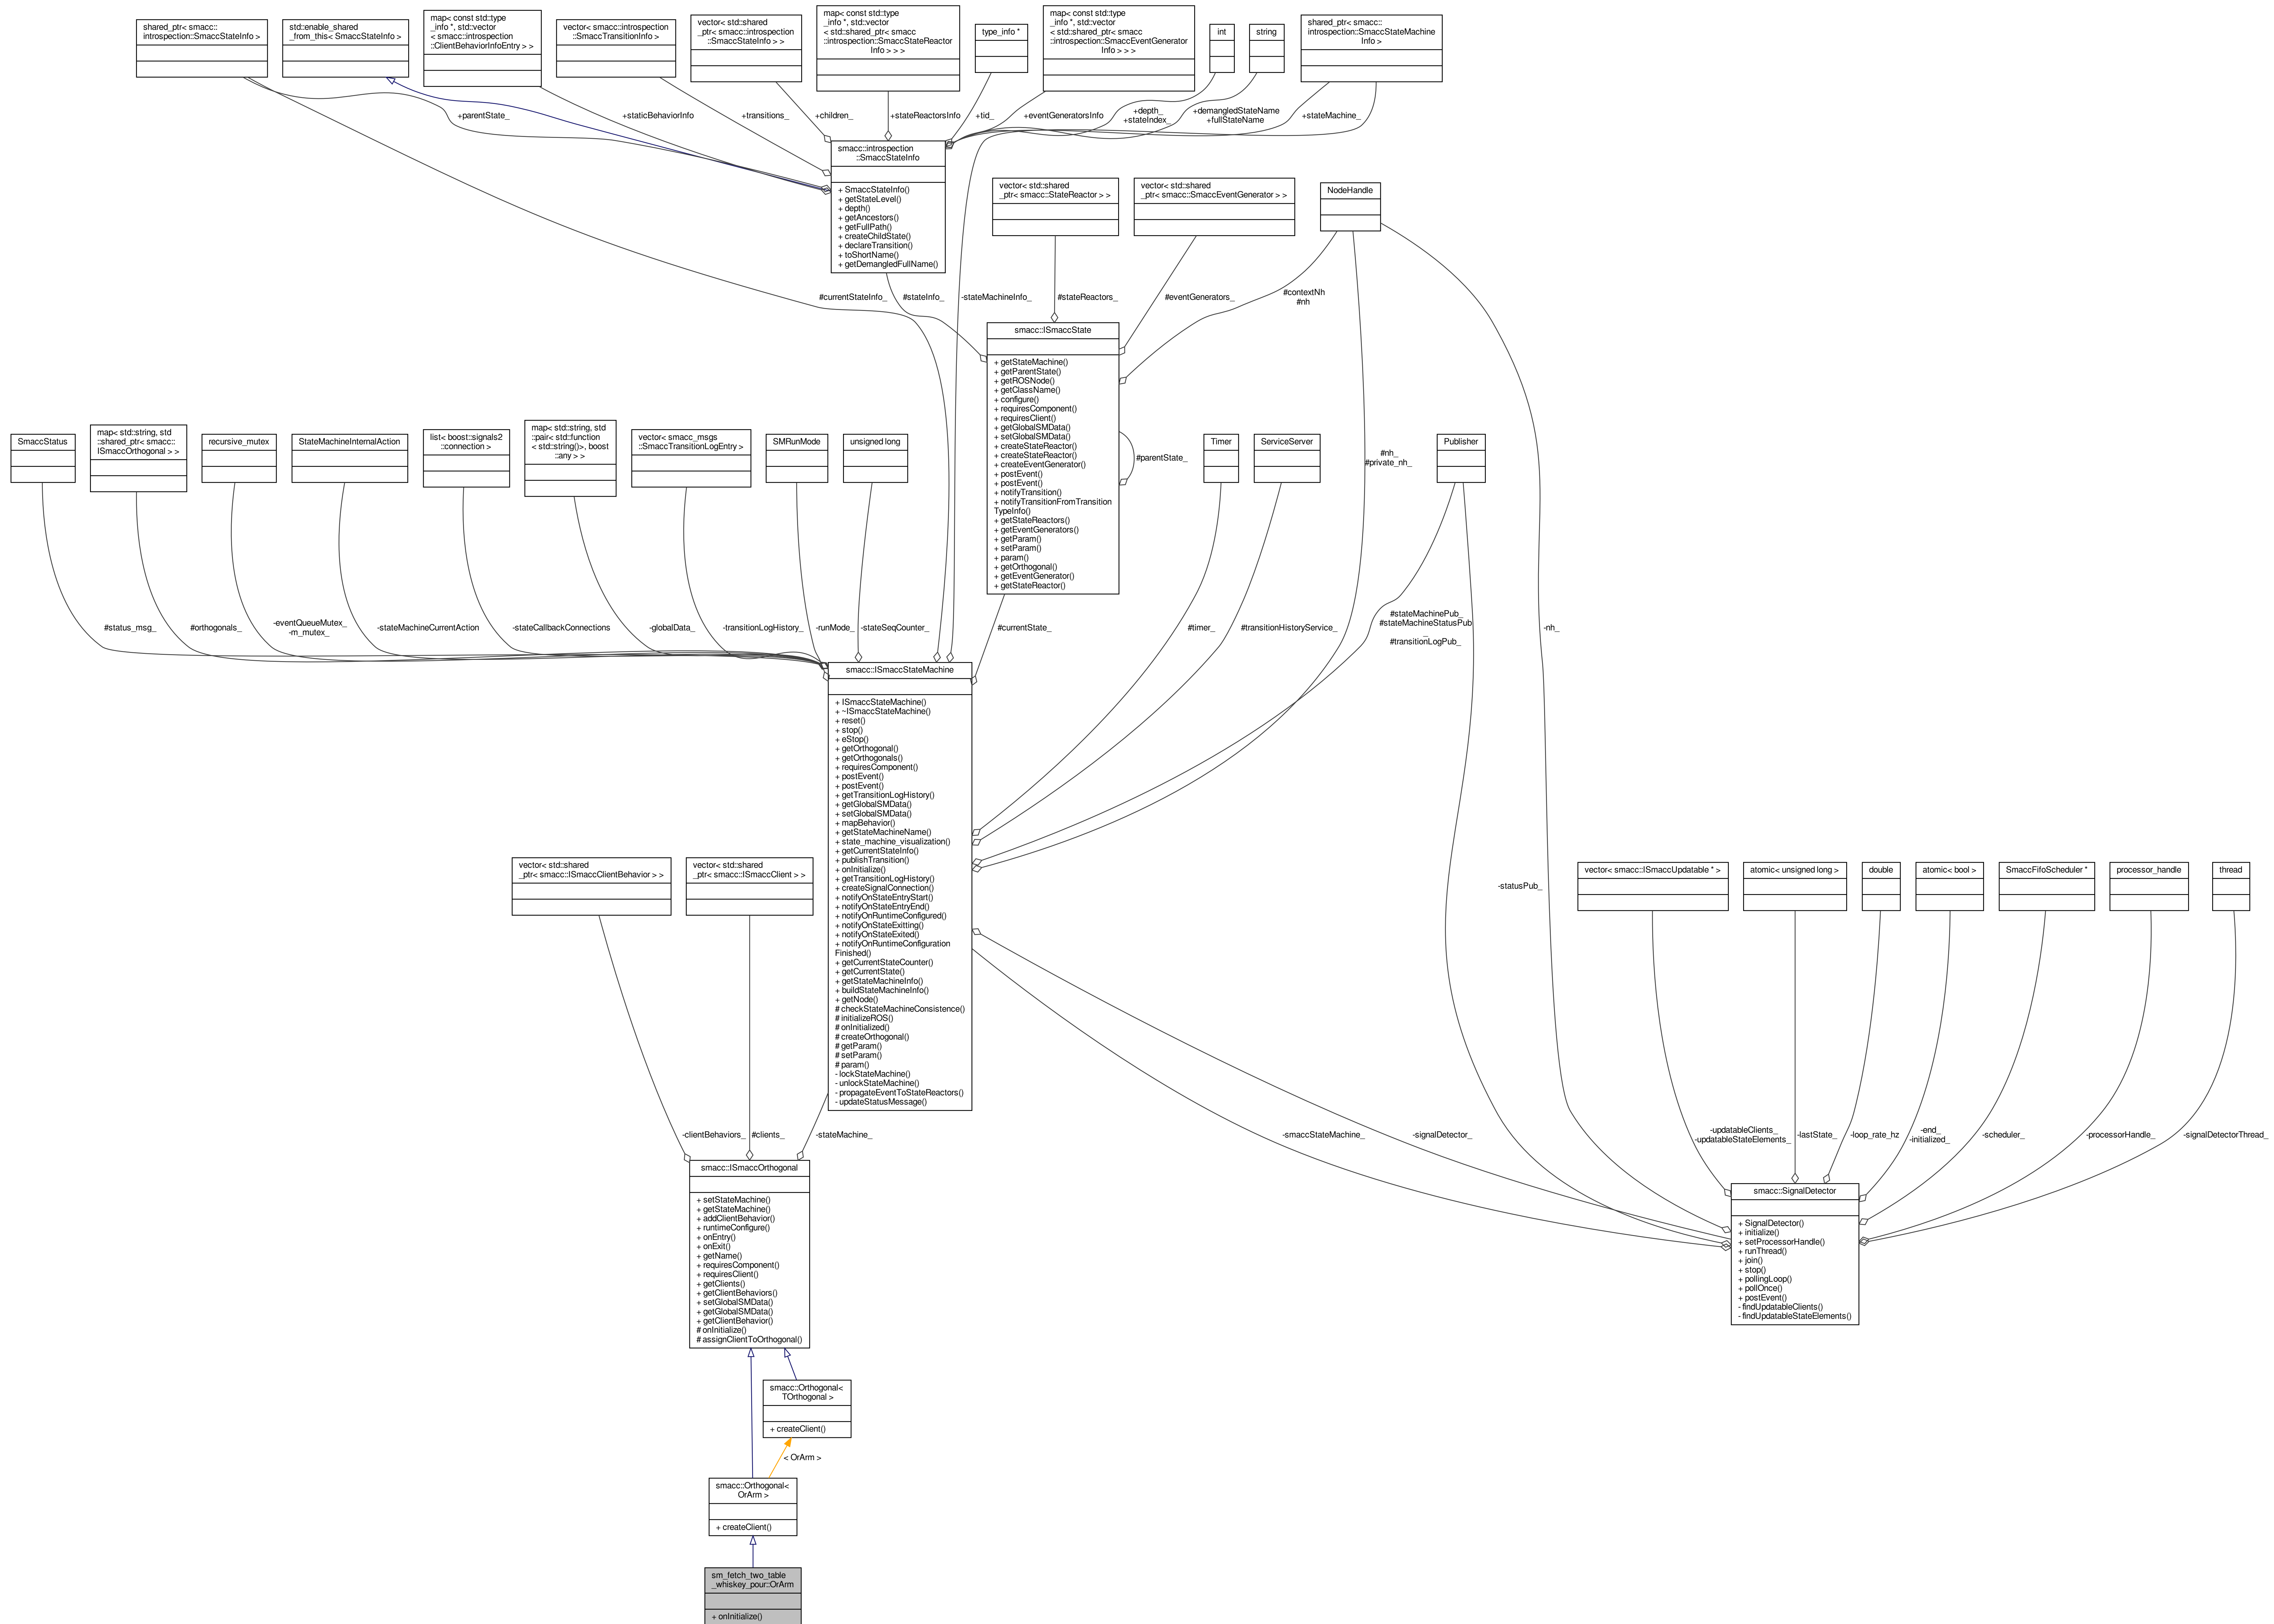 shared_ptr< smacc::
introspection::SmaccStateInfo >
std::enable_shared
_from_this< SmaccStateInfo >
map< const std::type
_info *, std::vector
< smacc::introspection
::ClientBehaviorInfoEntry > >
vector< smacc::introspection
::SmaccTransitionInfo >
vector< std::shared
_ptr< smacc::introspection
::SmaccStateInfo > >
map< const std::type
_info *, std::vector
< std::shared_ptr< smacc
::introspection::SmaccStateReactor
Info > > >
type_info *
map< const std::type
_info *, std::vector
< std::shared_ptr< smacc
::introspection::SmaccEventGenerator
Info > > >
int
string
shared_ptr< smacc::
introspection::SmaccStateMachine
Info >
+parentState_
+staticBehaviorInfo
+transitions_
+children_
+stateReactorsInfo
+tid_
+eventGeneratorsInfo
+depth_
+stateIndex_
+demangledStateName
+fullStateName
+stateMachine_
smacc::introspection
::SmaccStateInfo
+ SmaccStateInfo()
+ getStateLevel()
+ depth()
+ getAncestors()
+ getFullPath()
+ createChildState()
+ declareTransition()
+ toShortName()
+ getDemangledFullName()
vector< std::shared
_ptr< smacc::StateReactor > >
vector< std::shared
_ptr< smacc::SmaccEventGenerator > >
NodeHandle
#currentStateInfo_
#stateInfo_
-stateMachineInfo_
#stateReactors_
#eventGenerators_
#contextNh
#nh
smacc::ISmaccState
+ getStateMachine()
+ getParentState()
+ getROSNode()
+ getClassName()
+ configure()
+ requiresComponent()
+ requiresClient()
+ getGlobalSMData()
+ setGlobalSMData()
+ createStateReactor()
+ createStateReactor()
+ createEventGenerator()
+ postEvent()
+ postEvent()
+ notifyTransition()
+ notifyTransitionFromTransition
TypeInfo()
+ getStateReactors()
+ getEventGenerators()
+ getParam()
+ setParam()
+ param()
+ getOrthogonal()
+ getEventGenerator()
+ getStateReactor()
#parentState_
SmaccStatus
map< std::string, std
::shared_ptr< smacc::
ISmaccOrthogonal > >
recursive_mutex
StateMachineInternalAction
list< boost::signals2
::connection >
map< std::string, std
::pair< std::function
< std::string()>, boost
::any > >
vector< smacc_msgs
::SmaccTransitionLogEntry >
SMRunMode
unsigned long
Timer
ServiceServer
Publisher
#nh_
#private_nh_
#status_msg_
#orthogonals_
-eventQueueMutex_
-m_mutex_
-stateMachineCurrentAction
-stateCallbackConnections
-globalData_
-transitionLogHistory_
-runMode_
-stateSeqCounter_
#currentState_
#timer_
#transitionHistoryService_
#stateMachinePub_
#stateMachineStatusPub
_
#transitionLogPub_
-nh_
smacc::ISmaccStateMachine
+ ISmaccStateMachine()
+ ~ISmaccStateMachine()
+ reset()
+ stop()
+ eStop()
+ getOrthogonal()
+ getOrthogonals()
+ requiresComponent()
+ postEvent()
+ postEvent()
+ getTransitionLogHistory()
+ getGlobalSMData()
+ setGlobalSMData()
+ mapBehavior()
+ getStateMachineName()
+ state_machine_visualization()
+ getCurrentStateInfo()
+ publishTransition()
+ onInitialize()
+ getTransitionLogHistory()
+ createSignalConnection()
+ notifyOnStateEntryStart()
+ notifyOnStateEntryEnd()
+ notifyOnRuntimeConfigured()
+ notifyOnStateExitting()
+ notifyOnStateExited()
+ notifyOnRuntimeConfiguration
Finished()
+ getCurrentStateCounter()
+ getCurrentState()
+ getStateMachineInfo()
+ buildStateMachineInfo()
+ getNode()
# checkStateMachineConsistence()
# initializeROS()
# onInitialized()
# createOrthogonal()
# getParam()
# setParam()
# param()
- lockStateMachine()
- unlockStateMachine()
- propagateEventToStateReactors()
- updateStatusMessage()
vector< std::shared
_ptr< smacc::ISmaccClientBehavior > >
vector< std::shared
_ptr< smacc::ISmaccClient > >
-statusPub_
vector< smacc::ISmaccUpdatable * >
atomic< unsigned long >
double
atomic< bool >
SmaccFifoScheduler *
processor_handle
thread
-clientBehaviors_
#clients_
-stateMachine_
-smaccStateMachine_
-signalDetector_
-updatableClients_
-updatableStateElements_
-lastState_
-loop_rate_hz
-end_
-initialized_
-scheduler_
-processorHandle_
-signalDetectorThread_
smacc::ISmaccOrthogonal
+ setStateMachine()
+ getStateMachine()
+ addClientBehavior()
+ runtimeConfigure()
+ onEntry()
+ onExit()
+ getName()
+ requiresComponent()
+ requiresClient()
+ getClients()
+ getClientBehaviors()
+ setGlobalSMData()
+ getGlobalSMData()
+ getClientBehavior()
# onInitialize()
# assignClientToOrthogonal()
smacc::SignalDetector
+ SignalDetector()
+ initialize()
+ setProcessorHandle()
+ runThread()
+ join()
+ stop()
+ pollingLoop()
+ pollOnce()
+ postEvent()
- findUpdatableClients()
- findUpdatableStateElements()
smacc::Orthogonal<
TOrthogonal >
+ createClient()
< OrArm >
smacc::Orthogonal<
OrArm >
+ createClient()
sm_fetch_two_table
_whiskey_pour::OrArm
+ onInitialize()